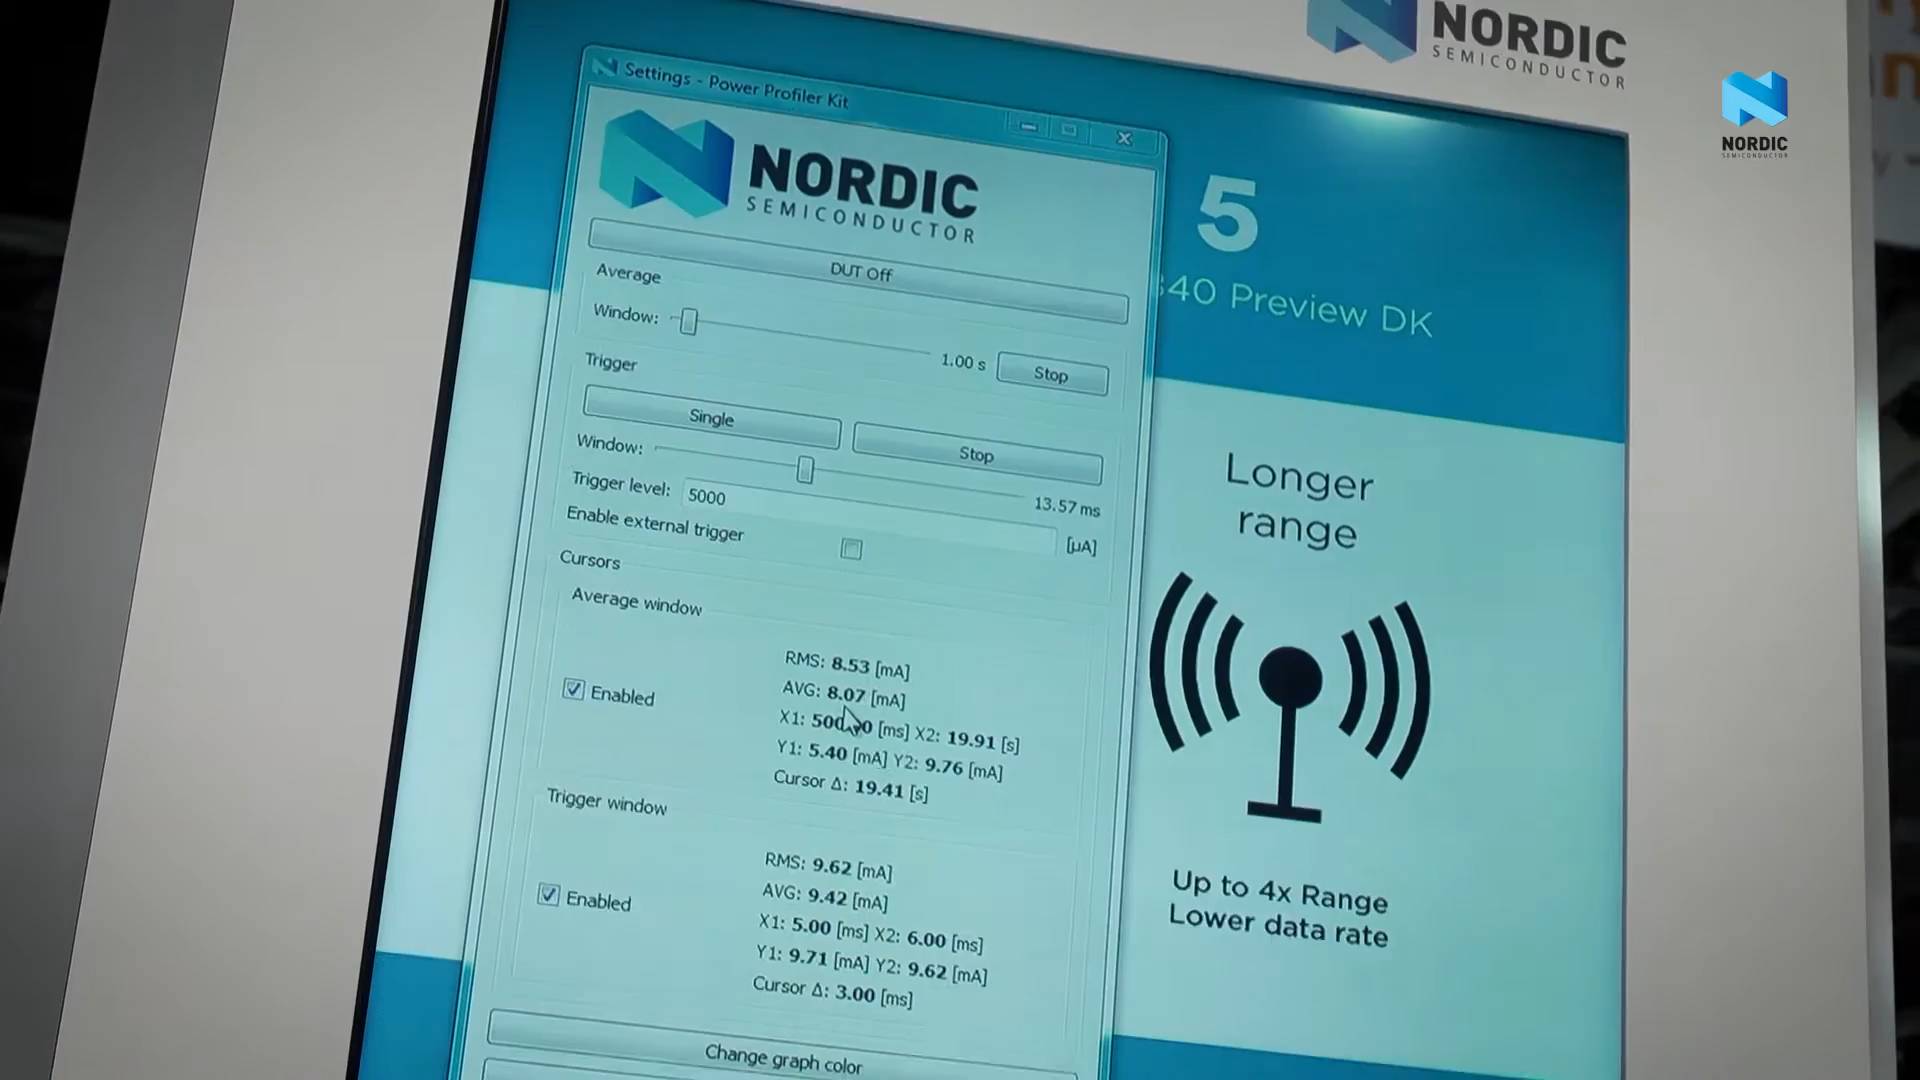 NORDIC
SEMICONDUCTOR
NORDIC
SEMICONDUCTOR
Settings - Power Profiler Kit
NORDIC
SEMICONDUCTOR
DUT Off
Average
Window:
1.00 s
Stop
Trigger
Single
Stop
Window:
13.57 ms
Trigger level: 5000
[µA]
Enable external trigger
Cursors
Average window
Enabled
RMS: 8.53 [mA]
AVG: 8.07 [mA]
X1: [ms] X2: 19.91 [s]
Y1: 5.40 [mA] Y2: 9.76 [mA]
Cursor Δ: 19.41 [s]
Trigger window
Enabled
RMS: 9.62 [mA]
AVG: 9.42 [mA]
X1: 5.00 [ms] X2: 6.00 [ms]
Y1: 9.71 [mA] Y2: 9.62 [mA]
Cursor Δ: 3.00 [ms]
Change graph color
5
40 Preview DK
Longer
range
Up to 4x Range
Lower data rate